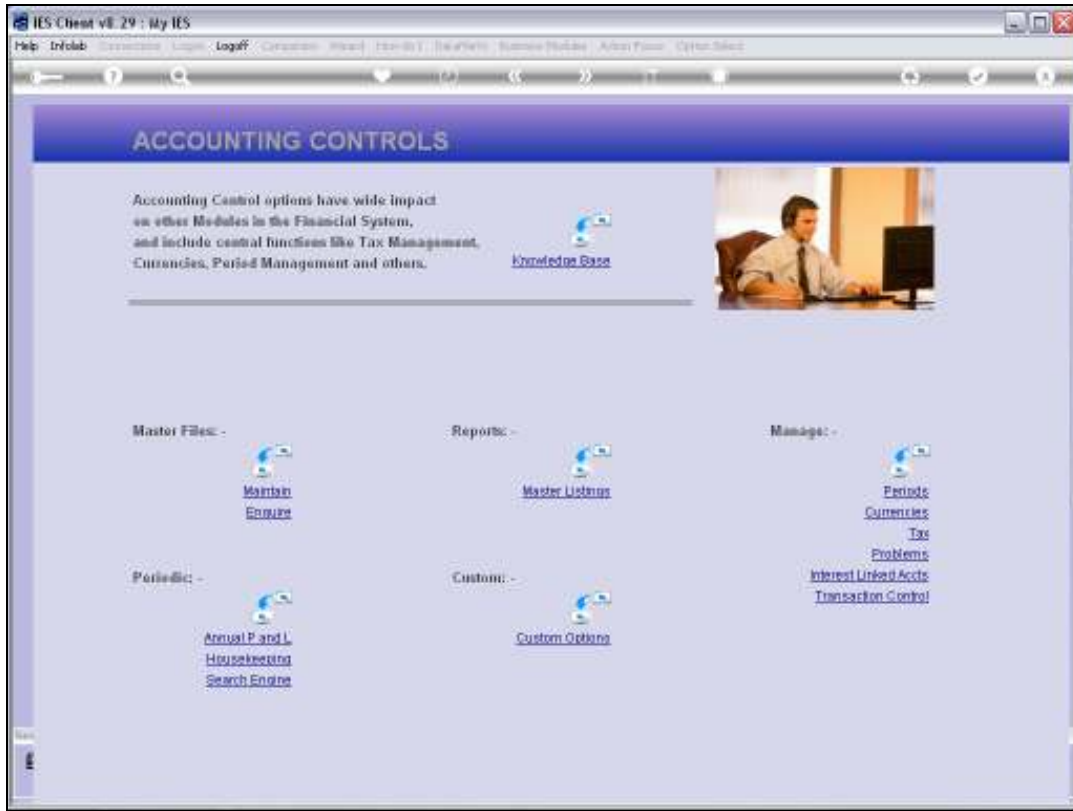 IES Client v8.29 : My IES
Help Infolab Logoff
ACCOUNTING CONTROLS
Accounting Control options have wide impact
on other Modules in the Financial System,
and include central functions like Tax Management,
Currencies, Period Management and others.
Knowledge Base
Master Files: -
Maintain
Enquire
Reports: -
Master Listings
Manage: -
Periods
Currencies
Tax
Problems
Interest Linked Accts
Transaction Control
Periodic: -
Annual P and L
Housekeeping
Search Engine
Custom: -
Custom Options